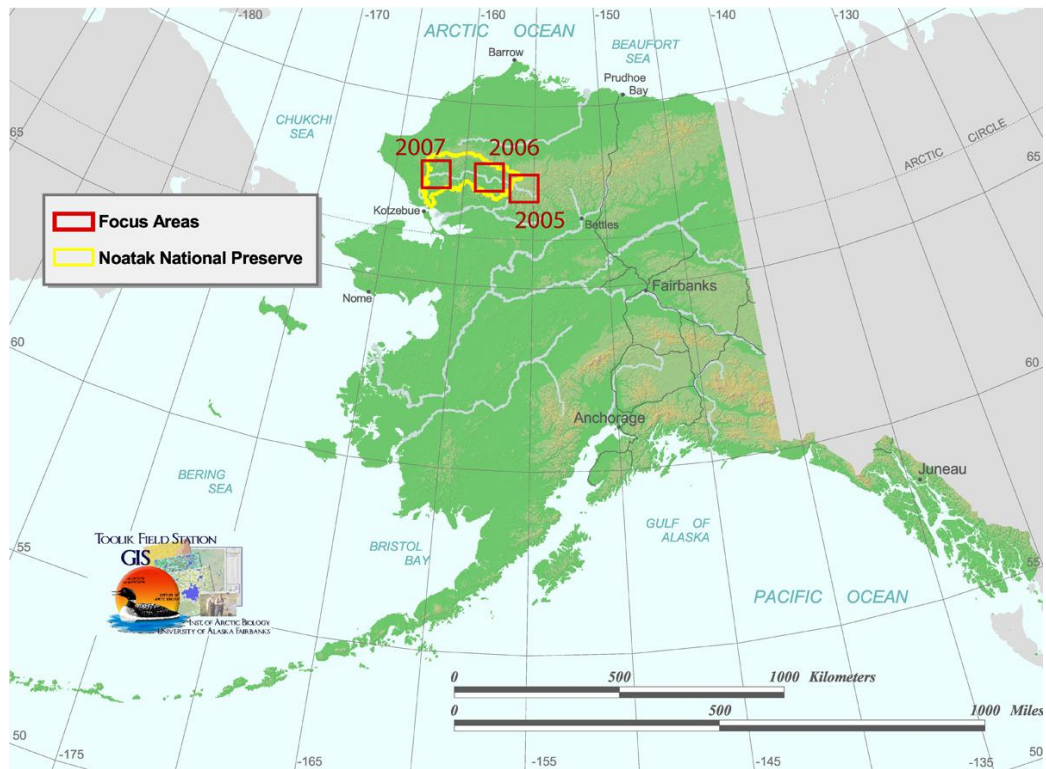 -180
-170
-160
-150
-140
-130
ARCTIC OCEAN
BEAUFORT
SEA
Barrow
Prudhoe
Bay
CHUKCHI
SEA
65
ARCTIC CIRCLE
65
2007
2006
2005
Focus Areas
Noatak National Preserve
Kotzebue
Bettles
Nome
Fairbanks
60
60
Anchorage
Juneau
BERING
SEA
GULF OF
ALASKA
BRISTOL
BAY
55
55
TOOLIK FIELD STATION
GIS
INST. OF ARCTIC BIOLOGY
UNIVERSITY OF ALASKA FAIRBANKS
PACIFIC OCEAN
0 500 1000 Kilometers
0 500 1000 Miles
50
-175
-165
-155
-145
-135
50